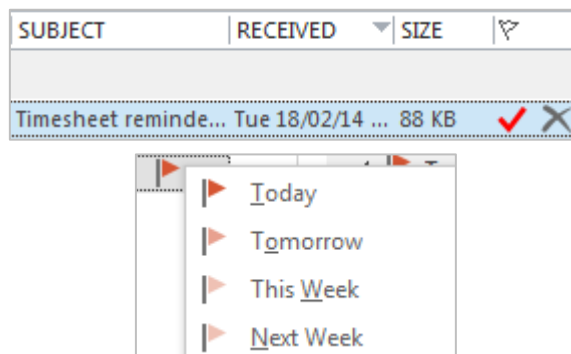 SUBJECT RECEIVED SIZE
Timesheet reminde... Tue 18/02/14 ... 88 KB
Today
Tomorrow
This Week
Next Week